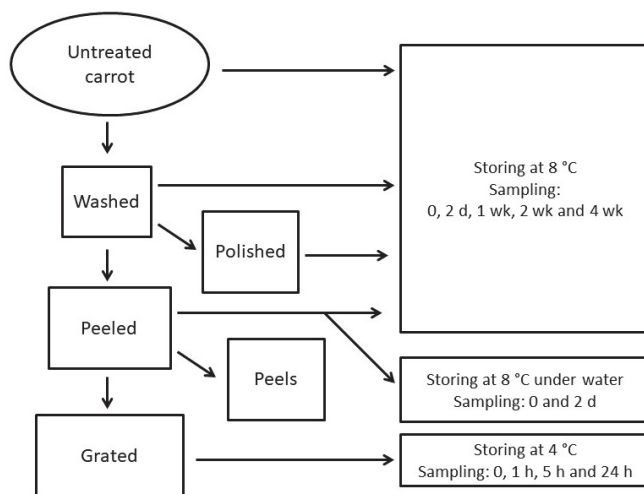 Untreated
carrot
Washed
Polished
Peeled
Peels
Grated
Storing at 8 °C
Sampling:
0, 2 d, 1 wk, 2 wk and 4 wk
Storing at 8 °C under water
Sampling: 0 and 2 d
Storing at 4 °C
Sampling: 0, 1 h, 5 h and 24 h